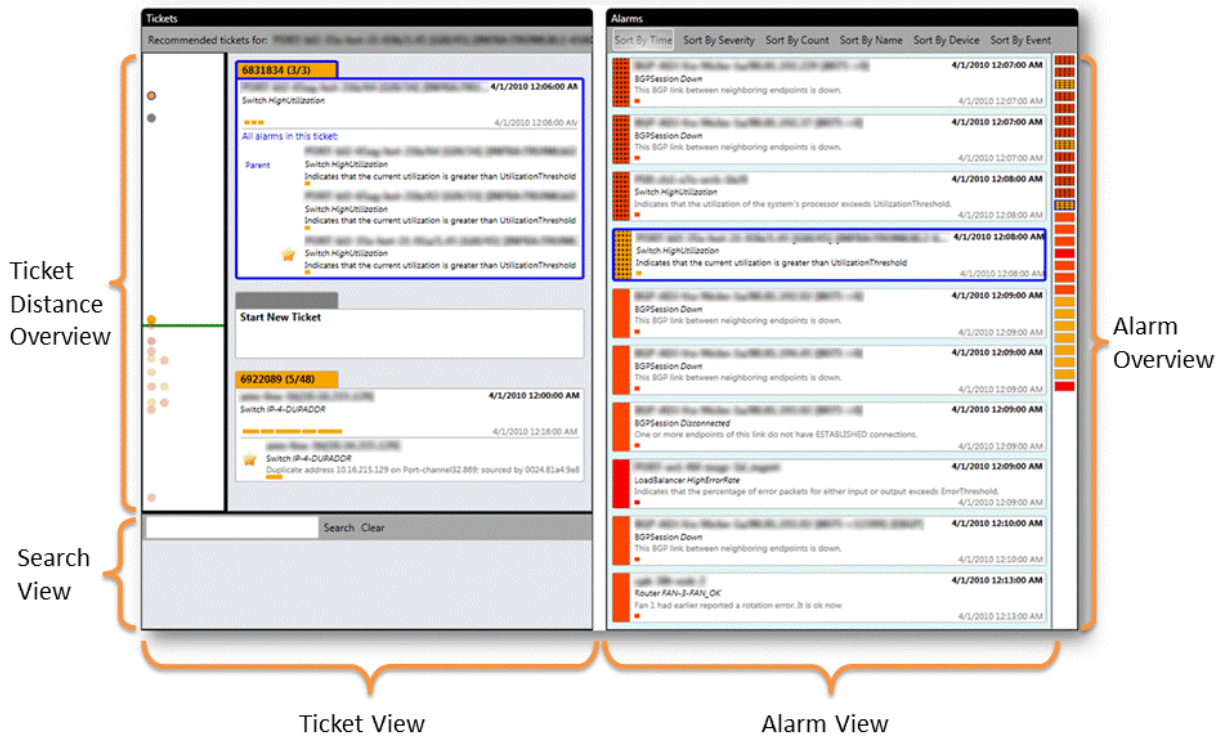 Tickets
Recommended tickets for:
6831834 (3/3)
4/1/2010 12:06:00 AM
Switch HighUtilization
4/1/2010 12:06:00 AM
All alarms in this ticket:
Parent
Switch HighUtilization
Indicates that the current utilization is greater than UtilizationThreshold
Switch HighUtilization
Indicates that the current utilization is greater than UtilizationThreshold
Switch HighUtilization
Indicates that the current utilization is greater than UtilizationThreshold
Start New Ticket
6922089 (5/48)
4/1/2010 12:00:00 AM
Switch IP-4-DUPADDR
4/1/2010 12:16:00 AM
Switch IP-4-DUPADDR
Duplicate address 10.16.215.129 on Port-channel32.869; sourced by 0024.81a4.9e8
Search Clear
Alarms
Sort By Time Sort By Severity Sort By Count Sort By Name Sort By Device Sort By Event
4/1/2010 12:07:00 AM
BGPSession Down
This BGP link between neighboring endpoints is down.
4/1/2010 12:07:00 AM
4/1/2010 12:07:00 AM
BGPSession Down
This BGP link between neighboring endpoints is down.
4/1/2010 12:07:00 AM
4/1/2010 12:08:00 AM
Switch HighUtilization
Indicates that the utilization of the system's processor exceeds UtilizationThreshold.
4/1/2010 12:08:00 AM
4/1/2010 12:08:00 AM
Switch HighUtilization
Indicates that the current utilization is greater than UtilizationThreshold
4/1/2010 12:08:00 AM
4/1/2010 12:09:00 AM
BGPSession Down
This BGP link between neighboring endpoints is down.
4/1/2010 12:09:00 AM
4/1/2010 12:09:00 AM
BGPSession Down
This BGP link between neighboring endpoints is down.
4/1/2010 12:09:00 AM
4/1/2010 12:09:00 AM
BGPSession Disconnected
One or more endpoints of this link do not have ESTABLISHED connections.
4/1/2010 12:09:00 AM
4/1/2010 12:09:00 AM
LoadBalancer HighErrorRate
Indicates that the percentage of error packets for either input or output exceeds ErrorThreshold.
4/1/2010 12:09:00 AM
4/1/2010 12:10:00 AM
BGPSession Down
This BGP link between neighboring endpoints is down.
4/1/2010 12:10:00 AM
4/1/2010 12:13:00 AM
Router FAN-3-FAN_OK
Fan 1 had earlier reported a rotation error. It is ok now
4/1/2010 12:13:00 AM
Ticket
Distance
Overview
Search
View
Alarm
Overview
Ticket View
Alarm View